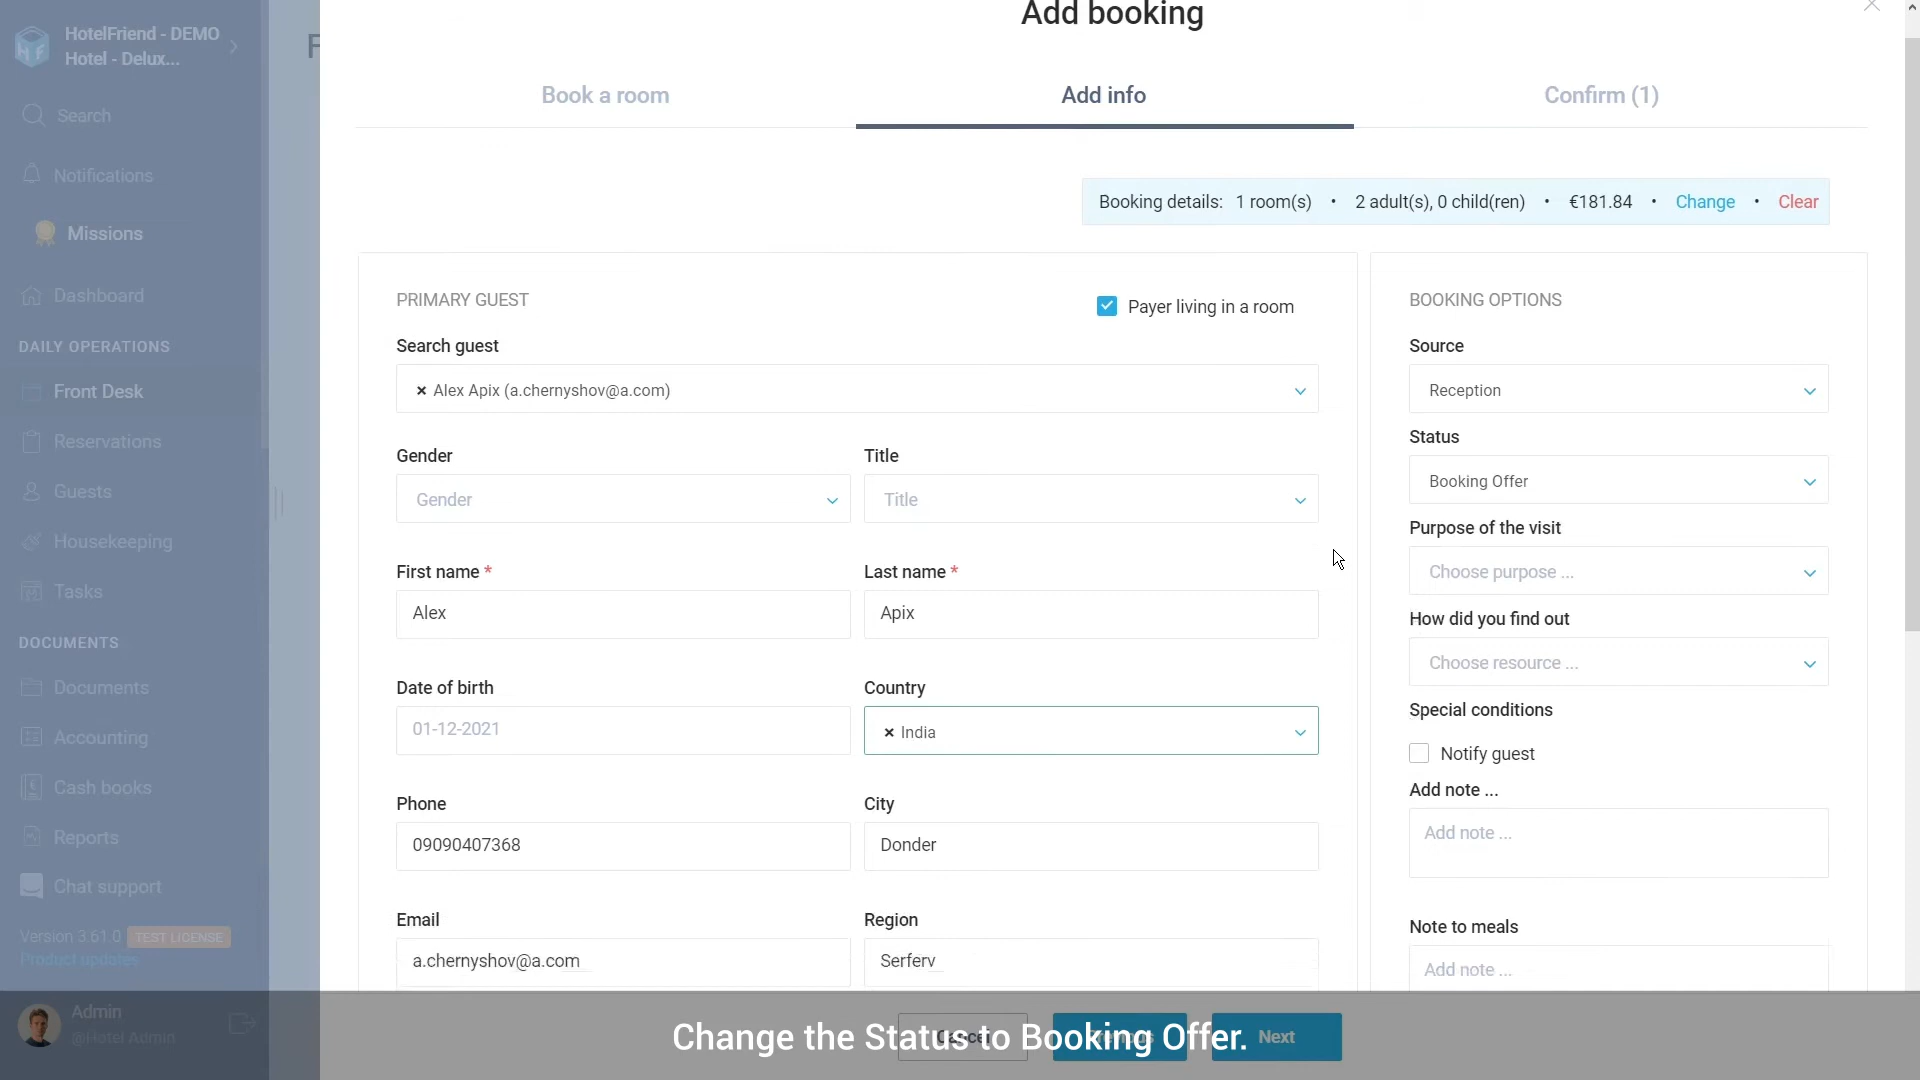 HotelFriend - DEMO
Hotel - Delux...
Search
Notifications
Missions
Dashboard
DAILY OPERATIONS
Front Desk
Reservations
Guests
Housekeeping
Tasks
DOCUMENTS
Documents
Accounting
Cash books
Reports
Chat support
Version 3.61.0 TEST LICENSE
Product updates
Admin
@Hotel Admin
F
Add booking
Book a room
Add info
Confirm (1)
Booking details: 1 room(s) • 2 adult(s), 0 child(ren) • €181.84 • Change • Clear
PRIMARY GUEST
Payer living in a room
Search guest
× Alex Apix (a.chernyshov@a.com)
Gender
Title
Gender
Title
First name *
Last name *
Alex
Apix
Date of birth
Country
01-12-2021
× India
Phone
City
09090407368
Donder
Email
Region
a.chernyshov@a.com
Serferv
BOOKING OPTIONS
Source
Reception
Status
Booking Offer
Purpose of the visit
Choose purpose ...
How did you find out
Choose resource ...
Special conditions
Notify guest
Add note ...
Add note ...
Note to meals
Add note ...
Cancel
Next
Change the Status to Booking Offer.